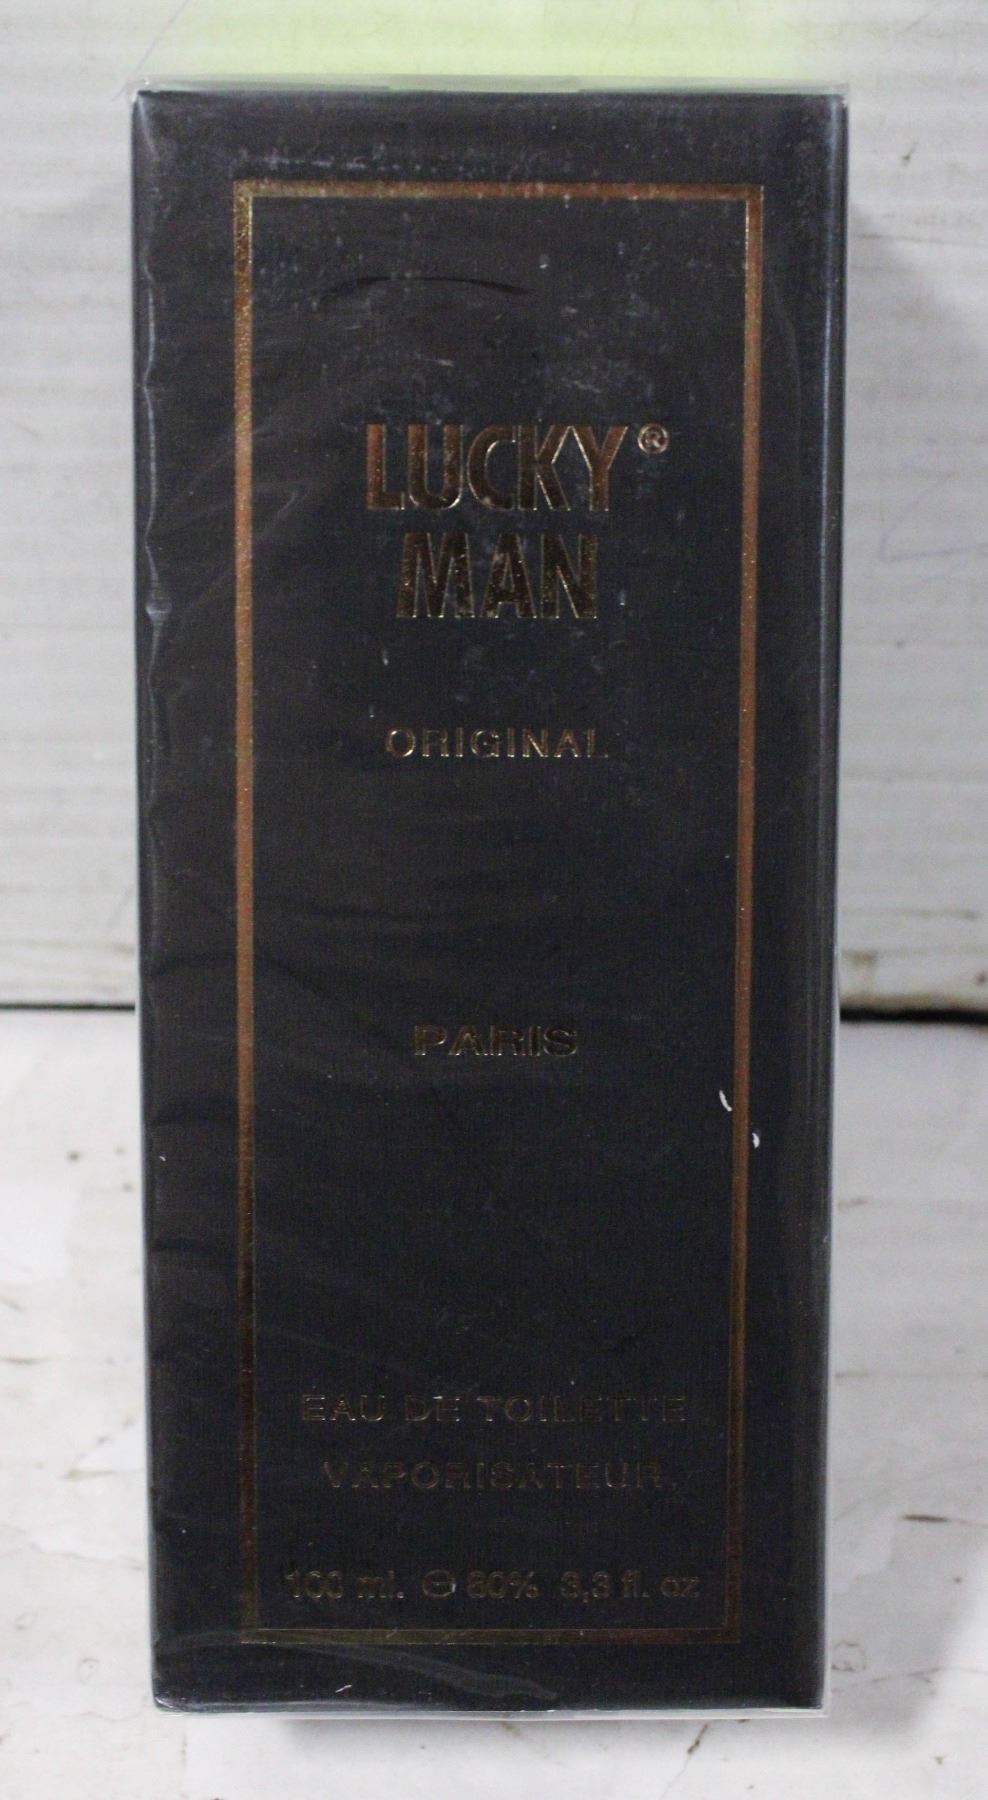 LUCKY®
MAN
ORIGINAL
PARIS
EAU DE TOILETTE
VAPORISATEUR
100 ml. ⊖ 80% 3,3 fl. oz